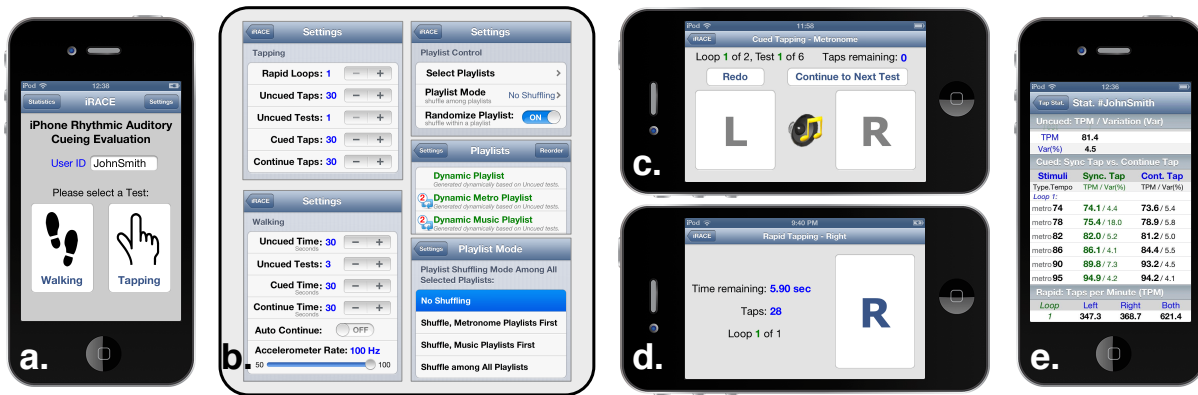 iPod 12:38
Statistics iRACE Settings
iPhone Rhythmic Auditory
Cueing Evaluation
User ID JohnSmith
Please select a Test:
Walking Tapping
a.
iRACE Settings
Tapping
Rapid Loops: 1 − +
Uncued Taps: 30 − +
Uncued Tests: 1 − +
Cued Taps: 30 − +
Continue Taps: 30 − +
iRACE Settings
Walking
Uncued Time: 30 − +
Seconds
Uncued Tests: 3 − +
Cued Time: 30 − +
Seconds
Continue Time: 30 − +
Seconds
Auto Continue: OFF
Accelerometer Rate: 100 Hz
50 100
b.
iRACE Settings
Playlist Control
Select Playlists >
Playlist Mode No Shuffling >
shuffle among playlists
Randomize Playlist: ON
shuffle within a playlist
Settings Playlists Reorder
Dynamic Playlist
Generated dynamically based on Uncued tests.
2 Dynamic Metro Playlist
Generated dynamically based on Uncued tests.
2 Dynamic Music Playlist
Generated dynamically based on Uncued tests.
Settings Playlist Mode
Playlist Shuffling Mode Among All
Selected Playlists:
No Shuffling
Shuffle, Metronome Playlists First
Shuffle, Music Playlists First
Shuffle among All Playlists
iPod 11:58
iRACE Cued Tapping - Metronome
Loop 1 of 2, Test 1 of 6 Taps remaining: 0
Redo Continue to Next Test
L R
c.
iPod 9:40 PM
iRACE Rapid Tapping - Right
Time remaining: 5.90 sec
Taps: 28
Loop 1 of 1
R
d.
iPod 12:36
Tap Stat. Stat. #JohnSmith
Uncued: TPM / Variation (Var)
TPM 81.4
Var(%) 4.5
Cued: Sync Tap vs. Continue Tap
Stimuli Sync. Tap Cont. Tap
Type.Tempo TPM / Var(%) TPM / Var(%)
Loop 1:
metro 74 74.1 / 4.4 73.6 / 5.4
metro 78 75.4 / 18.0 78.9 / 5.8
metro 82 82.0 / 5.2 81.2 / 5.0
metro 86 86.1 / 4.1 84.4 / 5.5
metro 90 89.8 / 7.3 93.2 / 4.5
metro 95 94.9 / 4.2 94.2 / 4.1
Rapid: Taps per Minute (TPM)
Loop Left Right Both
1 347.3 368.7 621.4
e.